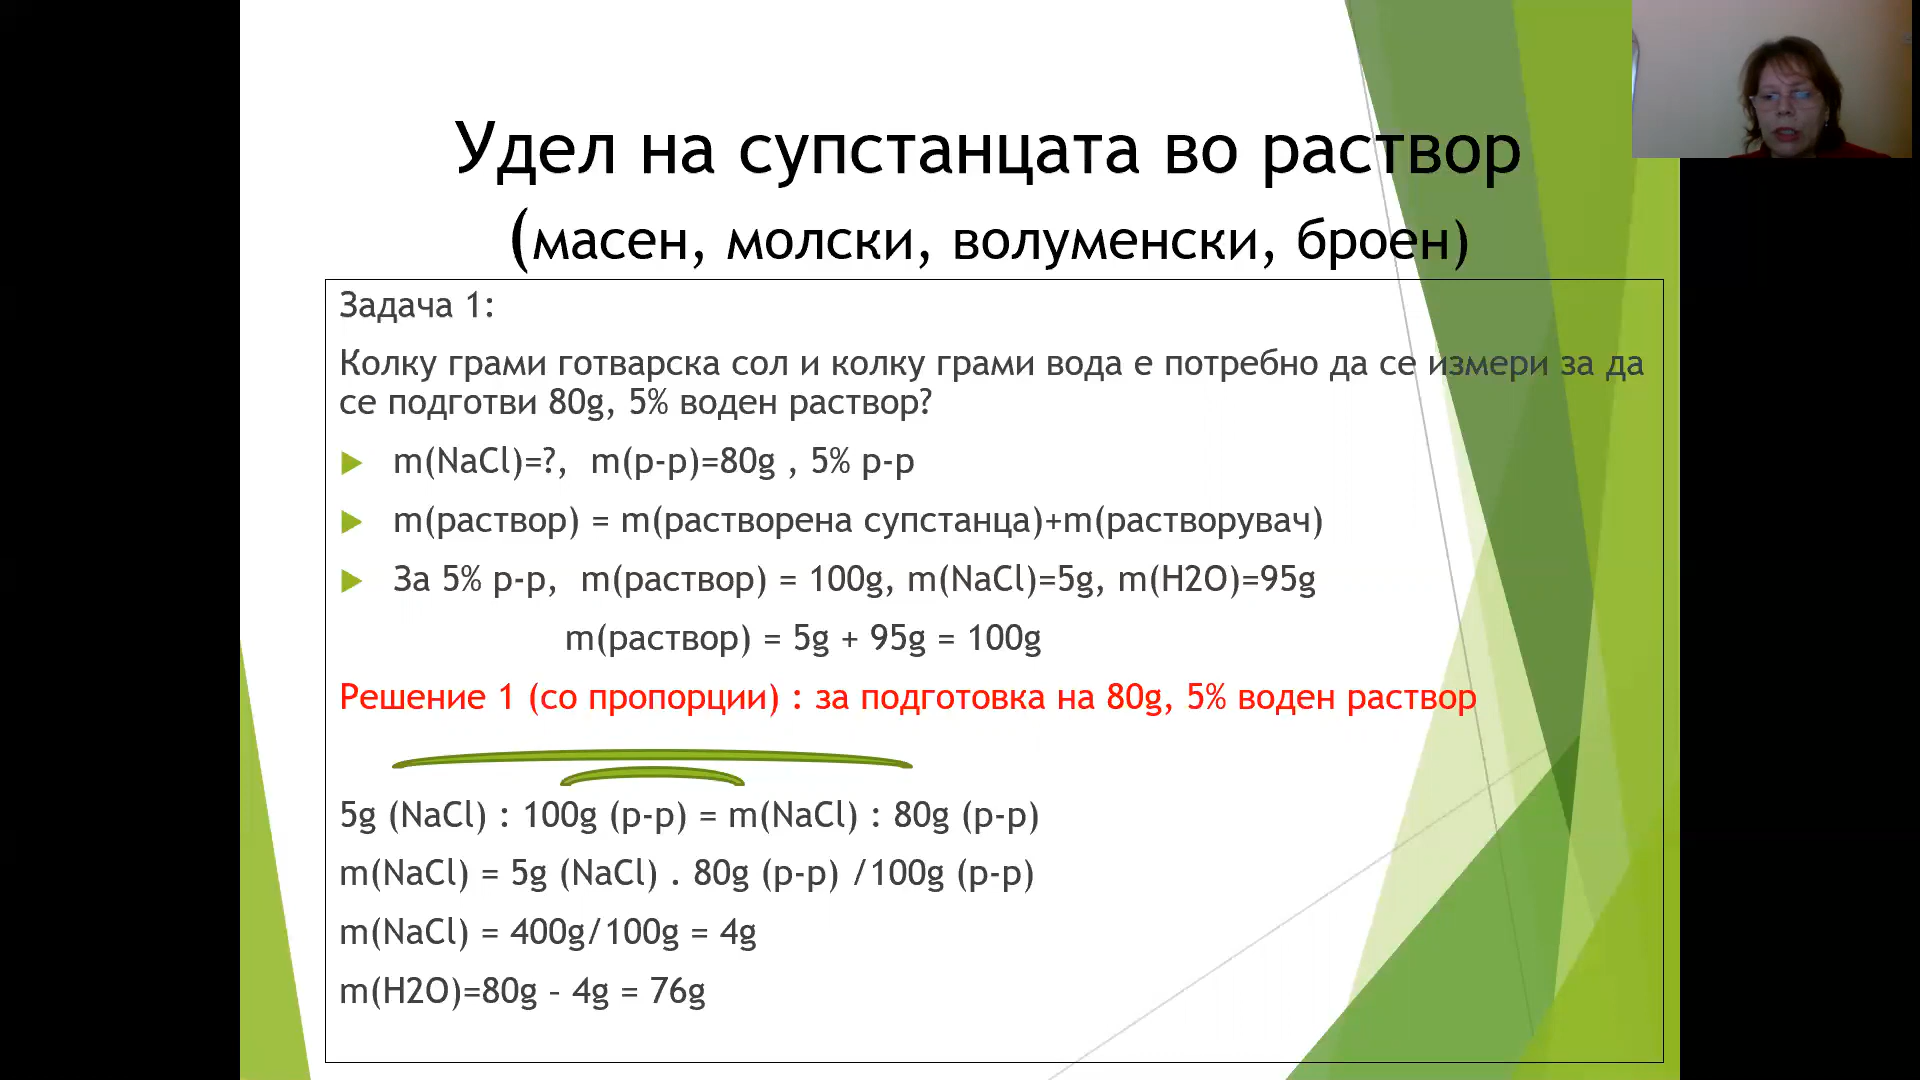 Удел на супстанцата во раствор
(масен, молски, волуменски, броен)
Задача 1:
Колку грами готварска сол и колку грами вода е потребно да се измери за да
се подготви 80g, 5% воден раствор?
m(NaCl)=?, m(р-р)=80g , 5% р-р
m(раствор) = m(растворена супстанца)+m(растворувач)
За 5% р-р, m(раствор) = 100g, m(NaCl)=5g, m(H2O)=95g
m(раствор) = 5g + 95g = 100g
Решение 1 (со пропорции) : за подготовка на 80g, 5% воден раствор
5g (NaCl) : 100g (р-р) = m(NaCl) : 80g (р-р)
m(NaCl) = 5g (NaCl) . 80g (р-р) /100g (р-р)
m(NaCl) = 400g/100g = 4g
m(H2O)=80g – 4g = 76g